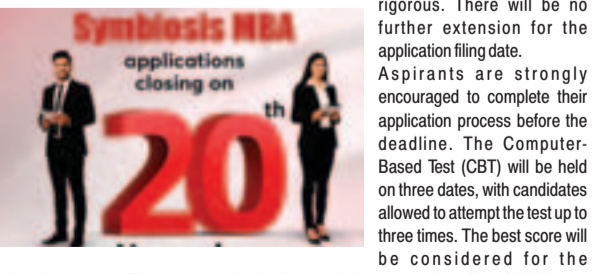 Symbiosis MBA
applications
closing on
20th
rigorous. There will be no
further extension for the
application filing date.
Aspirants are strongly
encouraged to complete their
application process before the
deadline. The Computer-
Based Test (CBT) will be held
on three dates, with candidates
allowed to attempt the test up to
three times. The best score will
be considered for the